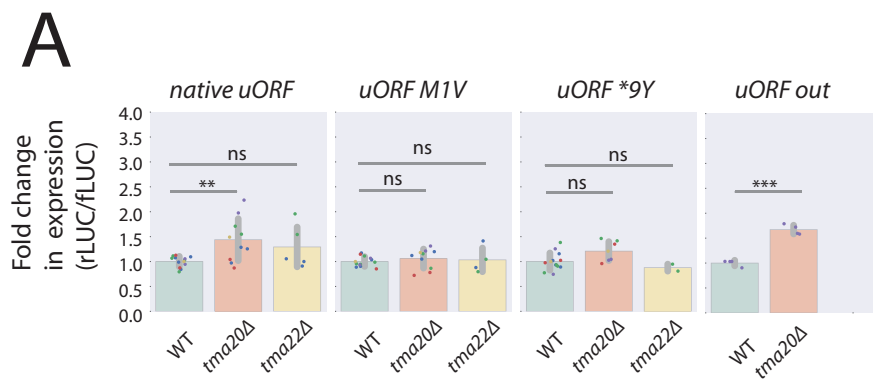 A
native uORF
uORF M1V
uORF *9Y
uORF out
Fold change
in expression
(rLUC/fLUC)
4.0
3.5
3.0
2.5
2.0
1.5
1.0
0.5
0.0
ns
**
ns
ns
ns
ns
***
WT
tma20Δ
tma22Δ
WT
tma20Δ
tma22Δ
WT
tma20Δ
tma22Δ
WT
tma20Δ